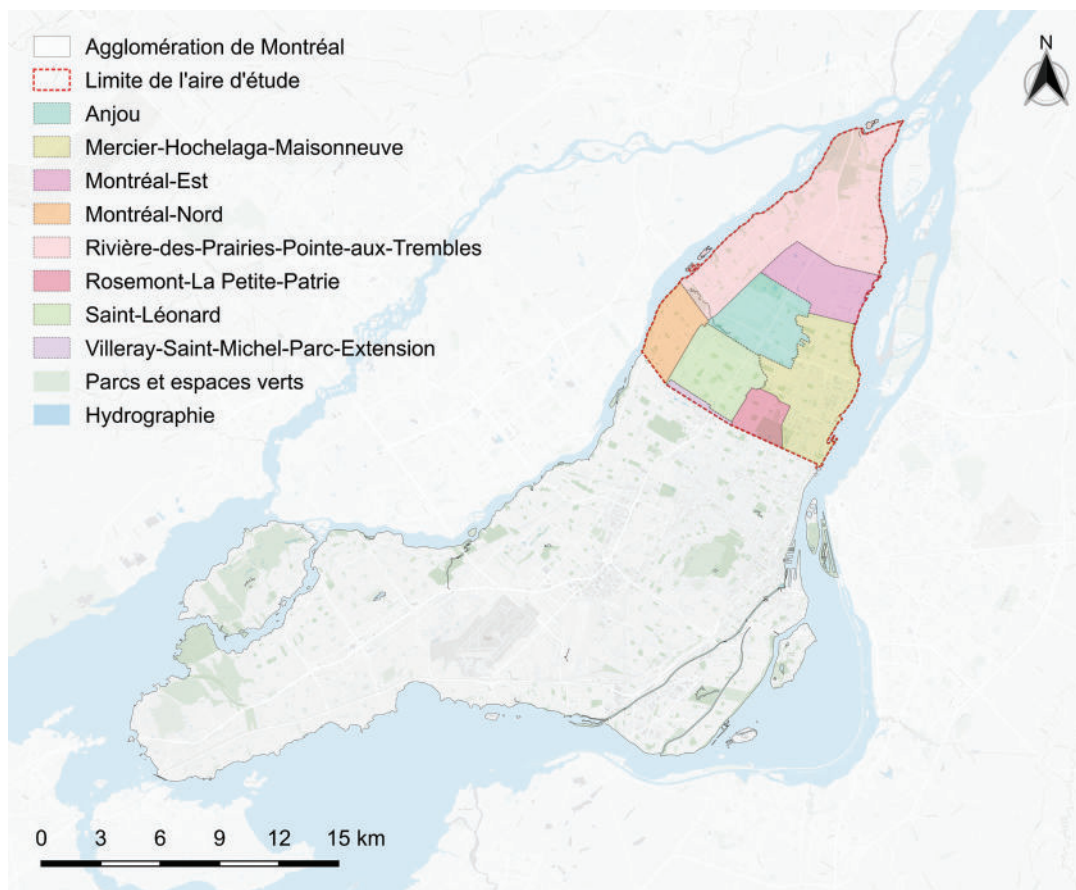 Agglomération de Montréal
Limite de l'aire d'étude
Anjou
Mercier-Hochelaga-Maisonneuve
Montréal-Est
Montréal-Nord
Rivière-des-Prairies-Pointe-aux-Trembles
Rosemont-La Petite-Patrie
Saint-Léonard
Villeray-Saint-Michel-Parc-Extension
Parcs et espaces verts
Hydrographie
N
0 3 6 9 12 15 km